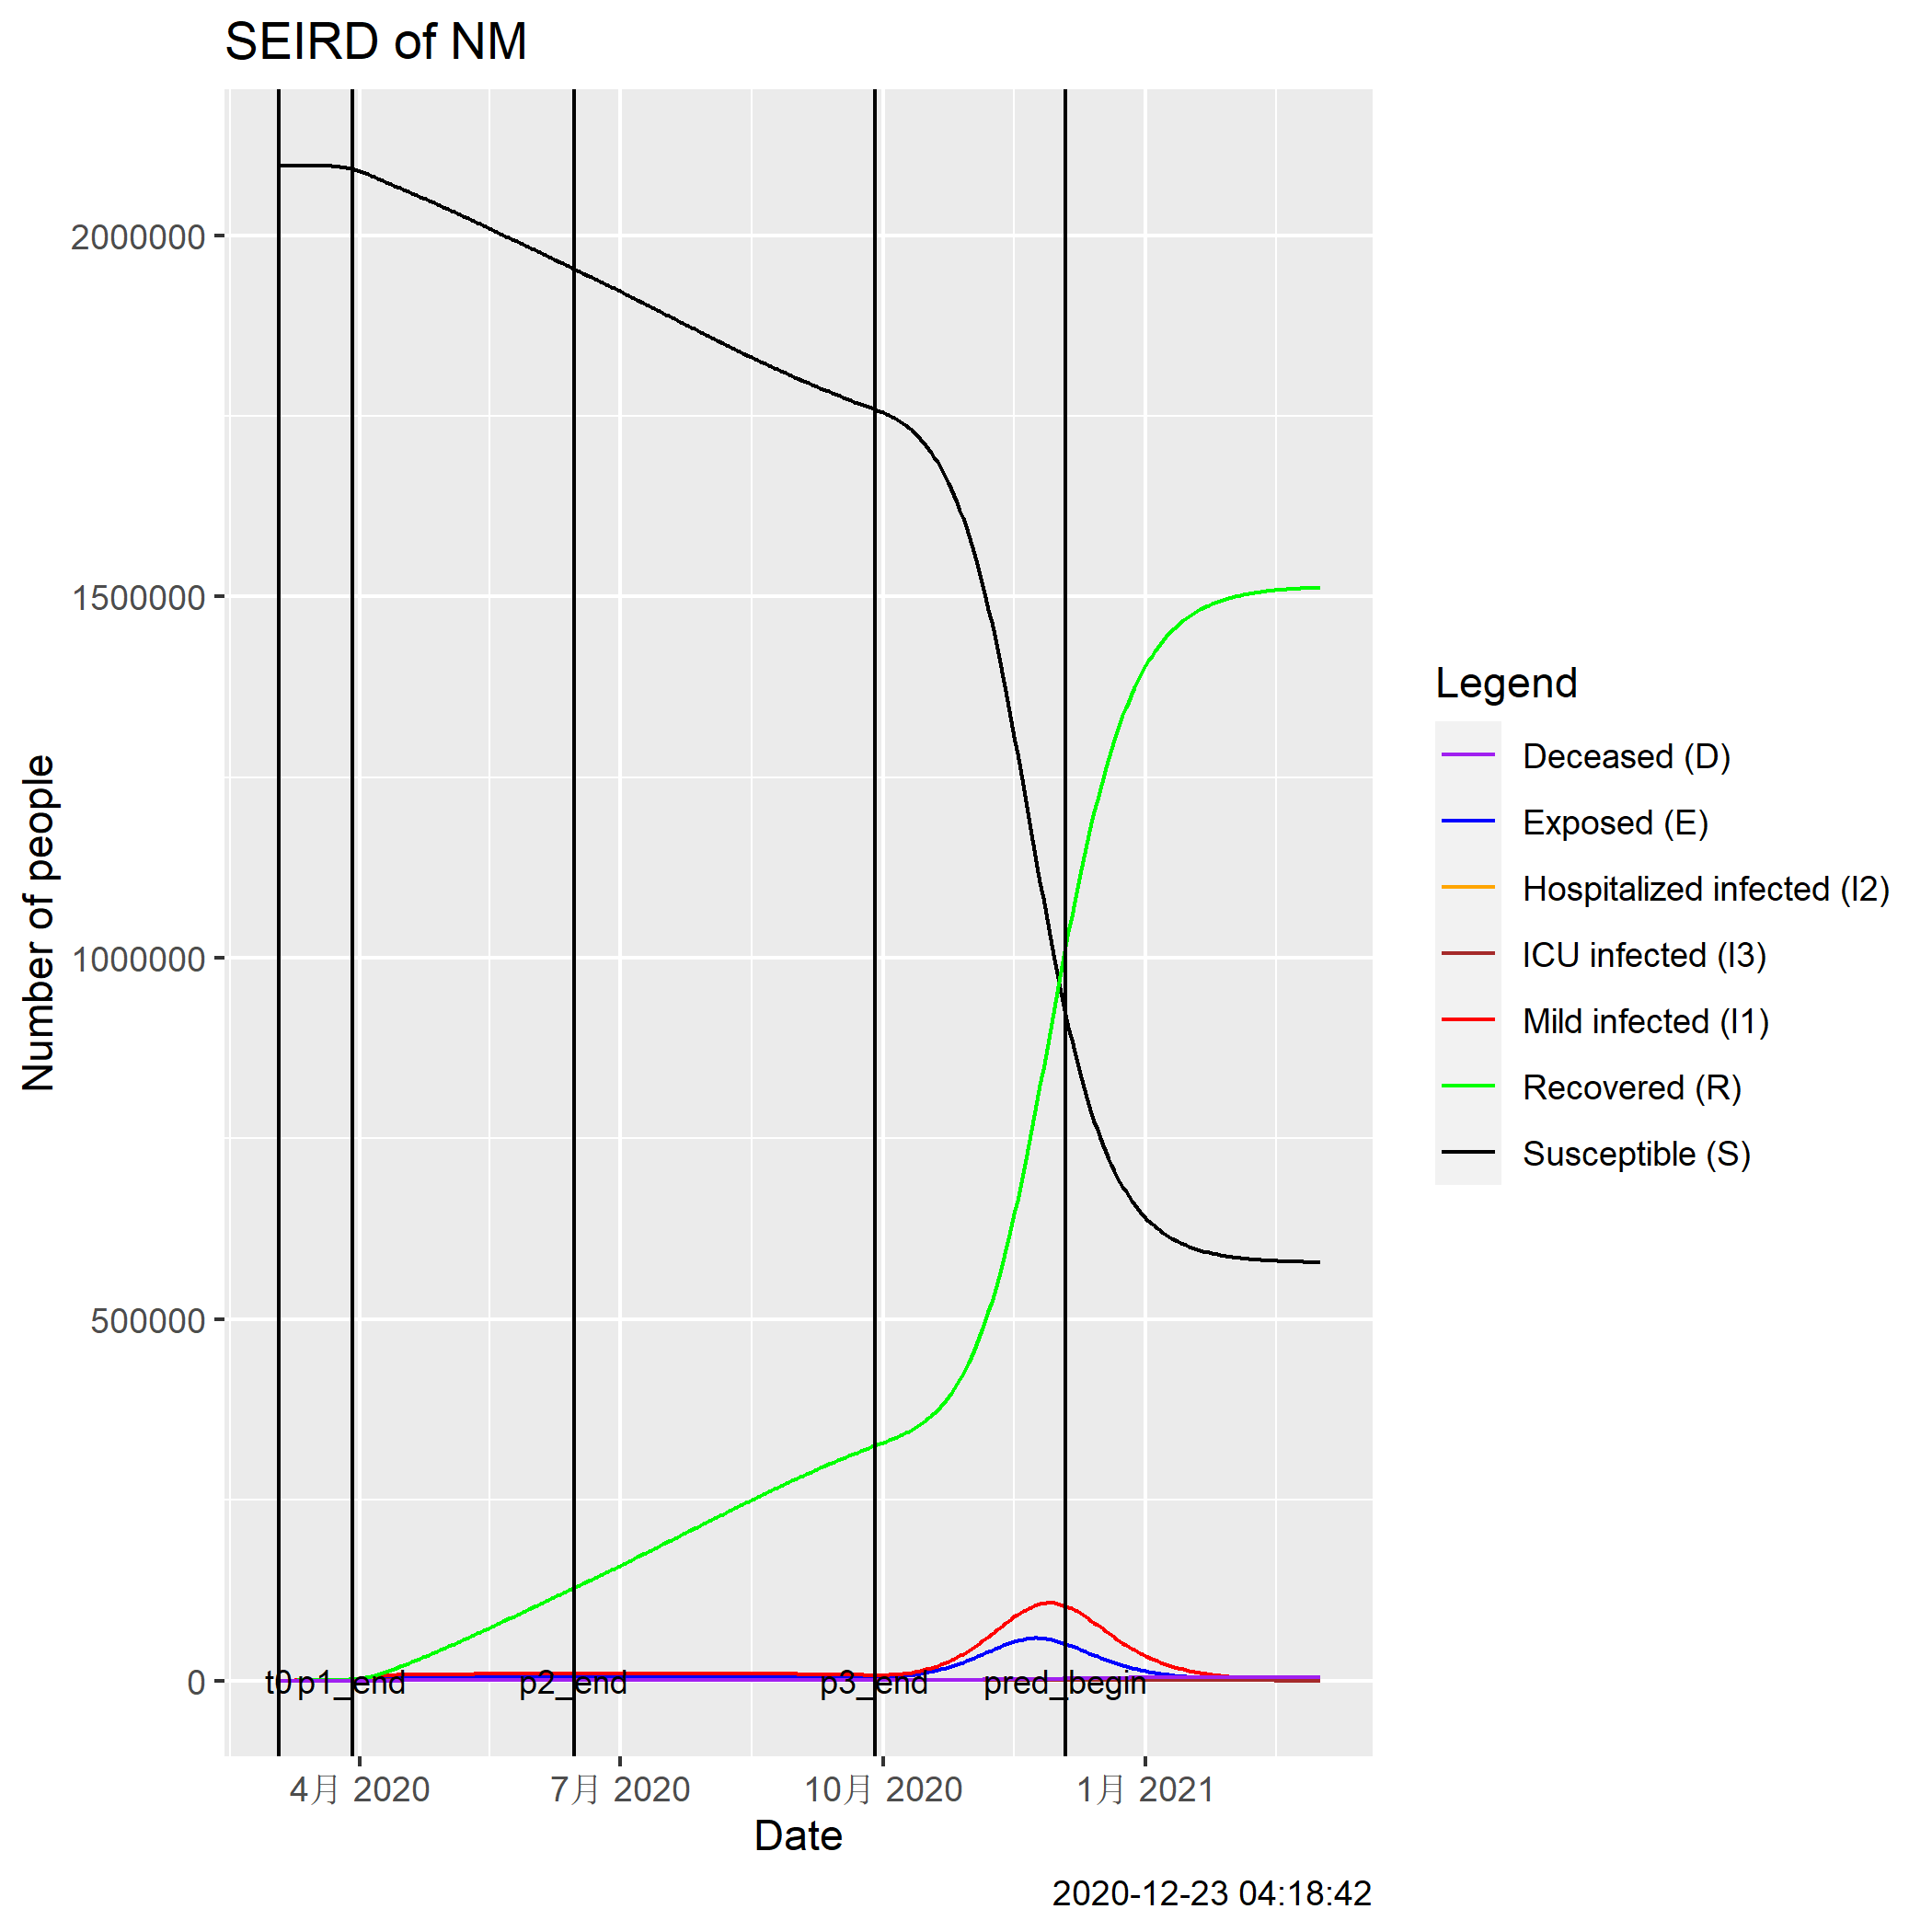 SEIRD of NM
Number of people
2000000
1500000
1000000
500000
0
t0 p1_end p2_end p3_end pred_begin
4月 2020 7月 2020 10月 2020 1月 2021
Date
2020-12-23 04:18:42
Legend
Deceased (D)
Exposed (E)
Hospitalized infected (I2)
ICU infected (I3)
Mild infected (I1)
Recovered (R)
Susceptible (S)